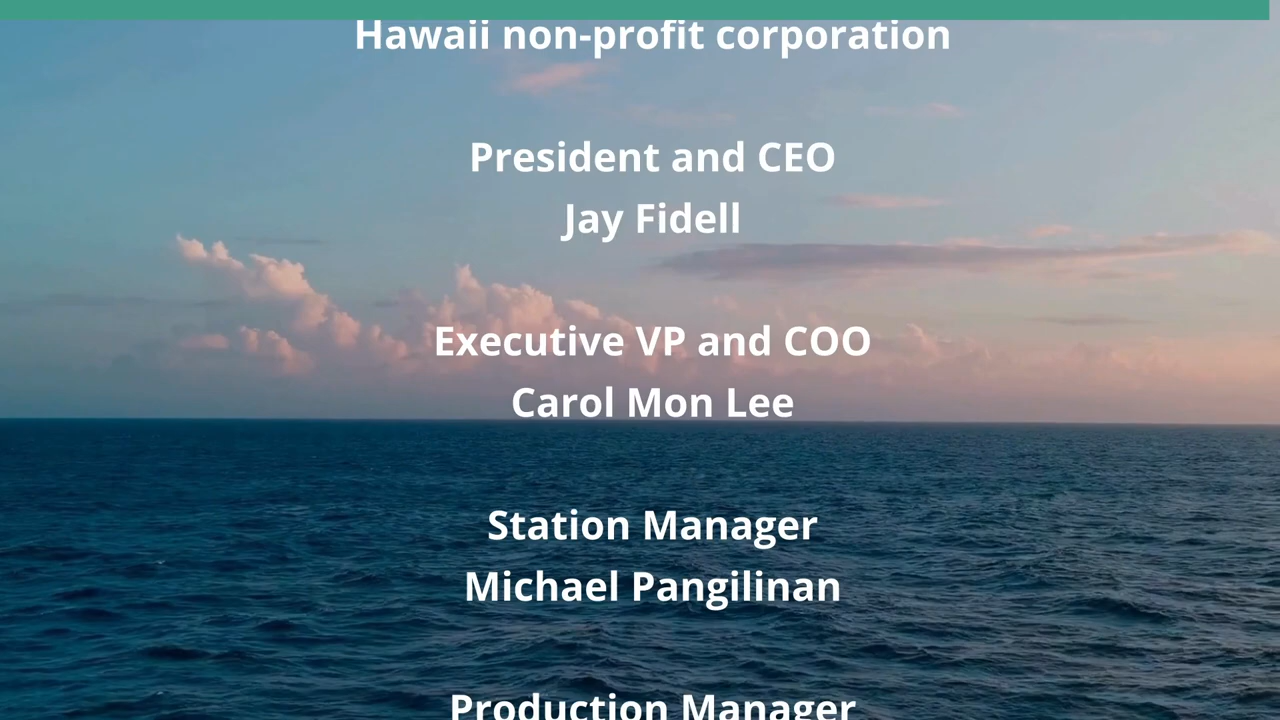 Hawaii non-profit corporation
President and CEO
Jay Fidell
Executive VP and COO
Carol Mon Lee
Station Manager
Michael Pangilinan
Production Manager